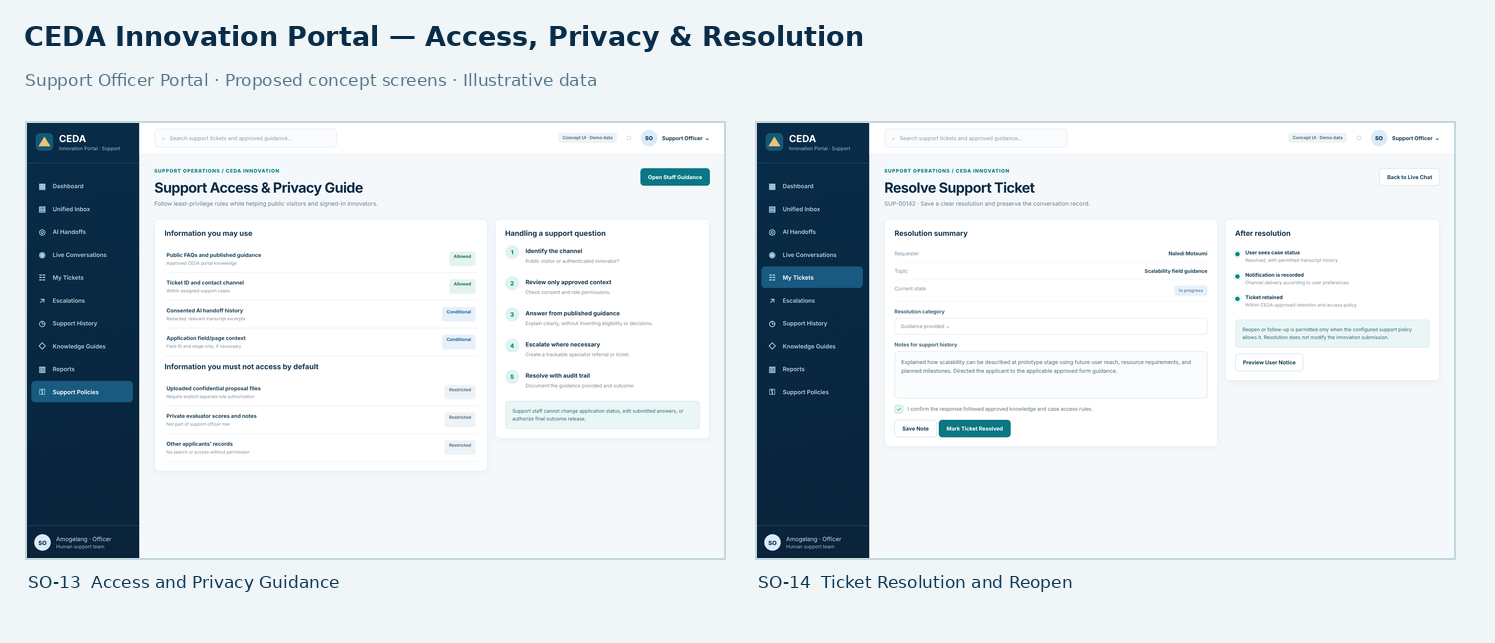 CEDA Innovation Portal — Access, Privacy & Resolution
Support Officer Portal · Proposed concept screens · Illustrative data
CEDA
Innovation Portal · Support
Dashboard
Unified Inbox
AI Handoffs
Live Conversations
My Tickets
Escalations
Support History
Knowledge Guides
Reports
Support Policies
SO
Amogelang · Officer
Human support team
Search support tickets and approved guidance...
Concept UI · Demo data
SO
Support Officer
SUPPORT OPERATIONS / CEDA INNOVATION
Support Access & Privacy Guide
Follow least-privilege rules while helping public visitors and signed-in innovators.
Open Staff Guidance
Information you may use
Public FAQs and published guidance
Approved CEDA portal knowledge
Allowed
Ticket ID and contact channel
Within assigned support cases
Allowed
Consented AI handoff history
Redacted, relevant transcript excerpts
Conditional
Application field/page context
Field ID and stage only, if necessary
Conditional
Information you must not access by default
Uploaded confidential proposal files
Require explicit separate role authorization
Restricted
Private evaluator scores and notes
Not part of support officer role
Restricted
Other applicants' records
No search or access without permission
Restricted
Handling a support question
1
Identify the channel
Public visitor or authenticated innovator?
2
Review only approved context
Check consent and role permissions.
3
Answer from published guidance
Explain clearly, without inventing eligibility or decisions.
4
Escalate where necessary
Create a trackable specialist referral or ticket.
5
Resolve with audit trail
Document the guidance provided and outcome.
Support staff cannot change application status, edit submitted answers, or
authorize final outcome release.
SO-13 Access and Privacy Guidance
CEDA
Innovation Portal · Support
Dashboard
Unified Inbox
AI Handoffs
Live Conversations
My Tickets
Escalations
Support History
Knowledge Guides
Reports
Support Policies
SO
Amogelang · Officer
Human support team
Search support tickets and approved guidance...
Concept UI · Demo data
SO
Support Officer
SUPPORT OPERATIONS / CEDA INNOVATION
Resolve Support Ticket
SUP-00142 · Save a clear resolution and preserve the conversation record.
Back to Live Chat
Resolution summary
Requester
Naledi Motsumi
Topic
Scalability field guidance
Current state
In progress
Resolution category
Guidance provided
Notes for support history
Explained how scalability can be described at prototype stage using future user reach, resource requirements, and
planned milestones. Directed the applicant to the applicable approved form guidance.
I confirm the response followed approved knowledge and case access rules.
Save Note
Mark Ticket Resolved
After resolution
User sees case status
Resolved, with permitted transcript history
Notification is recorded
Channel delivery according to user preferences
Ticket retained
Within CEDA-approved retention and access policy
Reopen or follow-up is permitted only when the configured support policy
allows it. Resolution does not modify the innovation submission.
Preview User Notice
SO-14 Ticket Resolution and Reopen